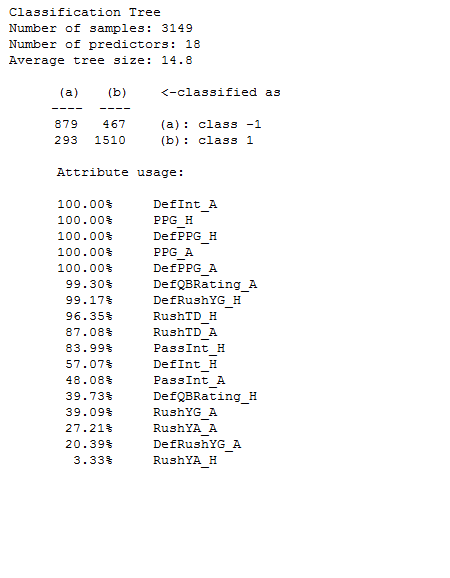 Classification Tree
Number of samples: 3149
Number of predictors: 18
Average tree size: 14.8
(a) (b) <-classified as
---- ----
879 467 (a): class -1
293 1510 (b): class 1
Attribute usage:
100.00% DefInt_A
100.00% PPG_H
100.00% DefPPG_H
100.00% PPG_A
100.00% DefPPG_A
99.30% DefQBRating_A
99.17% DefRushYG_H
96.35% RushTD_H
87.08% RushTD_A
83.99% PassInt_H
57.07% DefInt_H
48.08% PassInt_A
39.73% DefQBRating_H
39.09% RushYG_A
27.21% RushYA_A
20.39% DefRushYG_A
3.33% RushYA_H